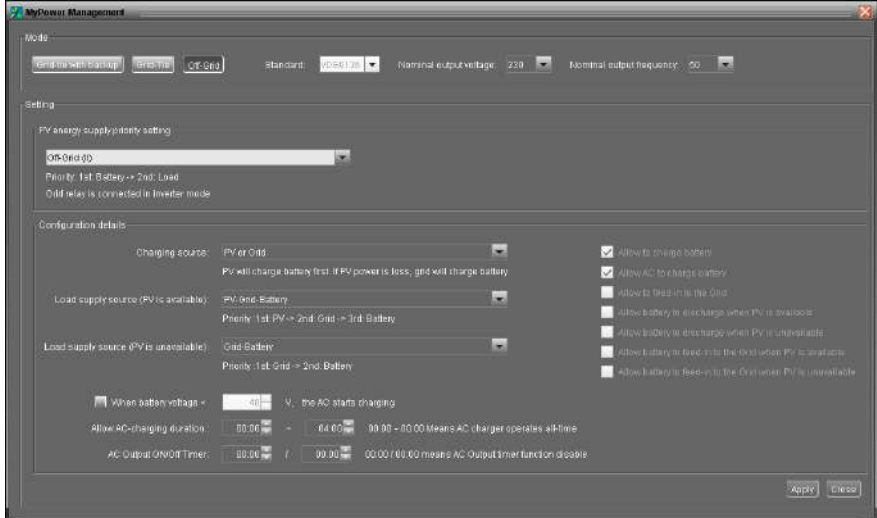 MyPower Management
Mode
Grid-tie with backup Grid-Tie Off-Grid Standard: Nominal output voltage: 230 Nominal output frequency: 50
Setting
PV energy supply priority setting
Off-Grid (II)
Priority: 1st: Battery -> 2nd: Load
Grid relay is connected in inverter mode
Configuration details
Charging source: PV or Grid
PV will charge battery first. If PV power is loss, grid will charge battery
Load supply source (PV is available): PV-Grid-Battery
Priority :1st: PV -> 2nd: Grid -> 3rd: Battery
Load supply source (PV is unavailable): Grid-Battery
Priority :1st: Grid -> 2nd: Battery
When battery voltage < 48 V, the AC starts charging
Allow AC-charging duration: 00:00 ~ 04:00 00:00 ~ 00:00 Means AC charger operates all-time
AC Output ON/Off Timer: 00:00 / 00:00 00:00 / 00:00 means AC Output timer function disable
Allow to charge battery
Allow AC to charge battery
Allow to feed-in to the Grid
Allow battery to discharge when PV is available
Allow battery to discharge when PV is unavailable
Allow battery to feed-in to the Grid when PV is available
Allow battery to feed-in to the Grid when PV is unavailable
Apply Close